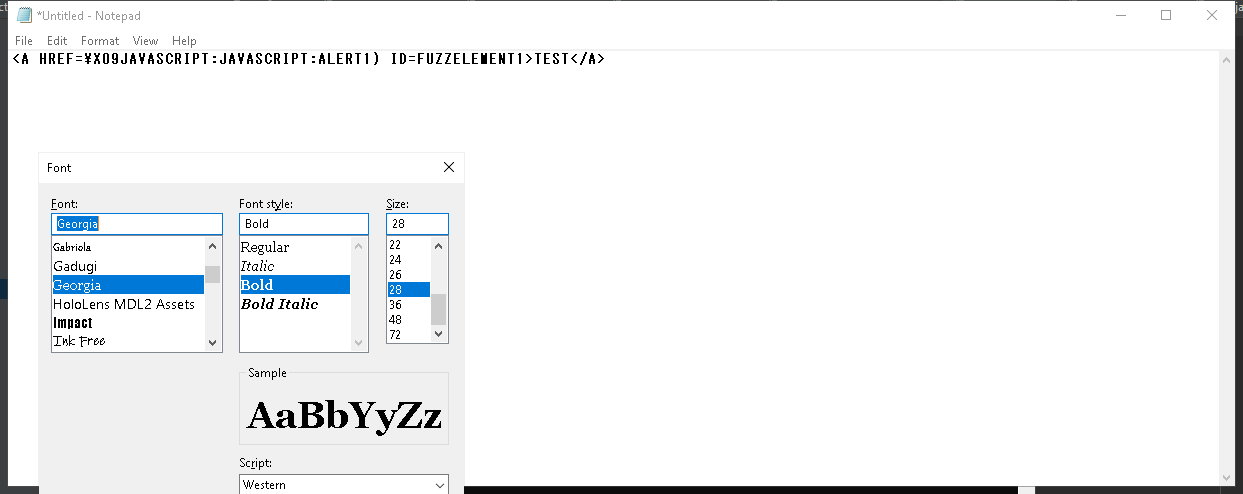 *Untitled - Notepad
File Edit Format View Help
<A HREF=¥X09JAVASCRIPT:JAVASCRIPT:ALERT1) ID=FUZZELEMENT1>TEST</A>
Font
Font: Font style: Size:
Georgia Bold 28
Gabriola Regular 22
Gadugi Italic 24
Georgia Bold 26
HoloLens MDL2 Assets Bold Italic 28
Impact 36
Ink Free 48
72
Sample
AaBbYyZz
Script:
Western